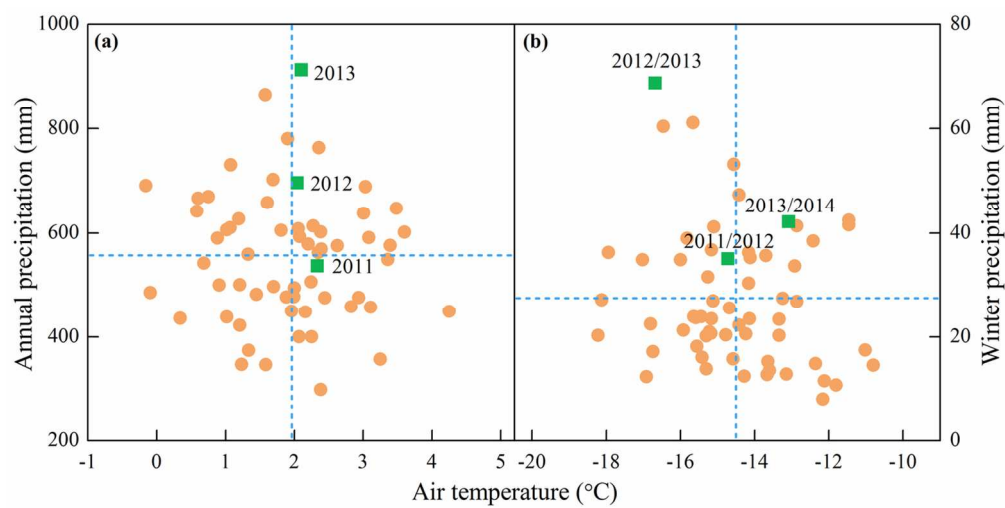 (a)
(b)
1000
800
600
400
200
Annual precipitation (mm)
2013
2012
2011
2012/2013
2013/2014
2011/2012
80
60
40
20
0
Winter precipitation (mm)
-1 0 1 2 3 4 5 -20 -18 -16 -14 -12 -10
Air temperature (°C)